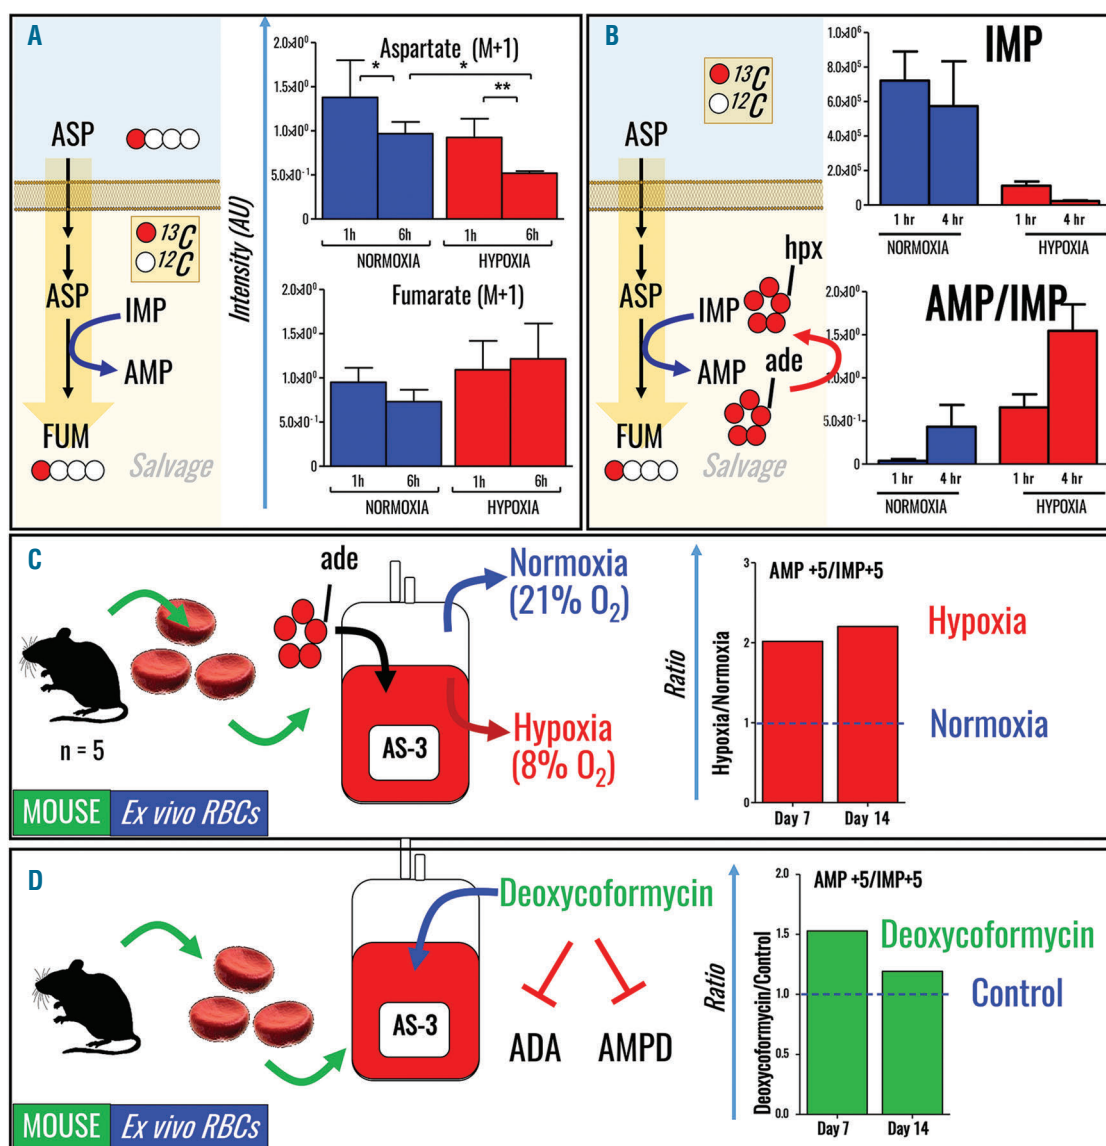 A
ASP
13C
12C
ASP
IMP
AMP
FUM
Salvage
Intensity (AU)
Aspartate (M+1)
2.0x10⁰
1.5x10⁰
1.0x10⁰
5.0x10⁻¹
0
*
*
**
1h
6h
1h
6h
NORMOXIA
HYPOXIA
Fumarate (M+1)
2.0x10⁰
1.5x10⁰
1.0x10⁰
5.0x10⁻¹
0
1h
6h
1h
6h
NORMOXIA
HYPOXIA
B
13C
12C
ASP
ASP
IMP
AMP
hpx
ade
FUM
Salvage
IMP
1.0x10⁶
8.0x10⁵
6.0x10⁵
4.0x10⁵
2.0x10⁵
0
1 hr
4 hr
1 hr
4 hr
NORMOXIA
HYPOXIA
AMP/IMP
2.0x10⁰
1.5x10⁰
1.0x10⁰
5.0x10⁻¹
0
1 hr
4 hr
1 hr
4 hr
NORMOXIA
HYPOXIA
C
n = 5
ade
AS-3
Normoxia
(21% O₂)
Hypoxia
(8% O₂)
MOUSE
Ex vivo RBCs
Ratio
Hypoxia/Normoxia
AMP +5/IMP+5
3
2
1
0
Day 7
Day 14
Hypoxia
Normoxia
D
AS-3
Deoxycoformycin
ADA
AMPD
MOUSE
Ex vivo RBCs
Ratio
Deoxycoformycin/Control
AMP +5/IMP+5
2.0
1.5
1.0
0.5
0.0
Day 7
Day 14
Deoxycoformycin
Control